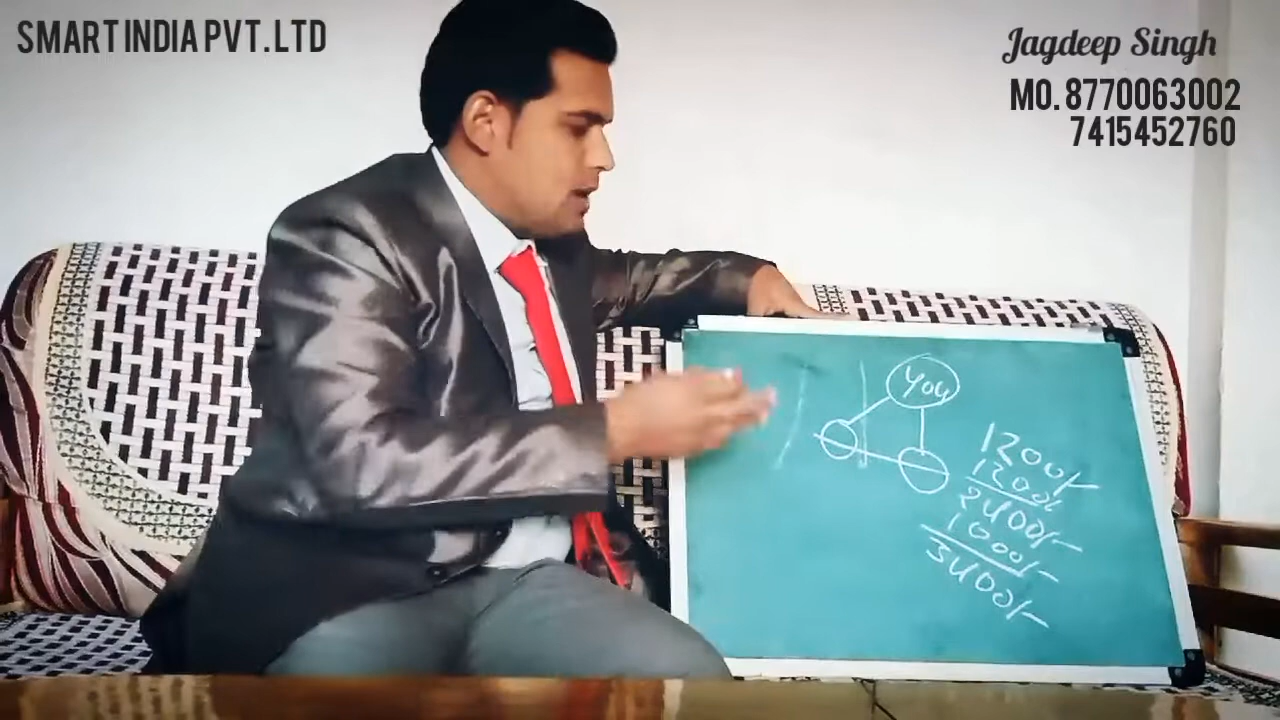 SMART INDIA PVT.LTD
Jagdeep Singh
MO. 8770063002
7415452760
You
1200/-
1200/-
2400/-
1000/-
3400/-